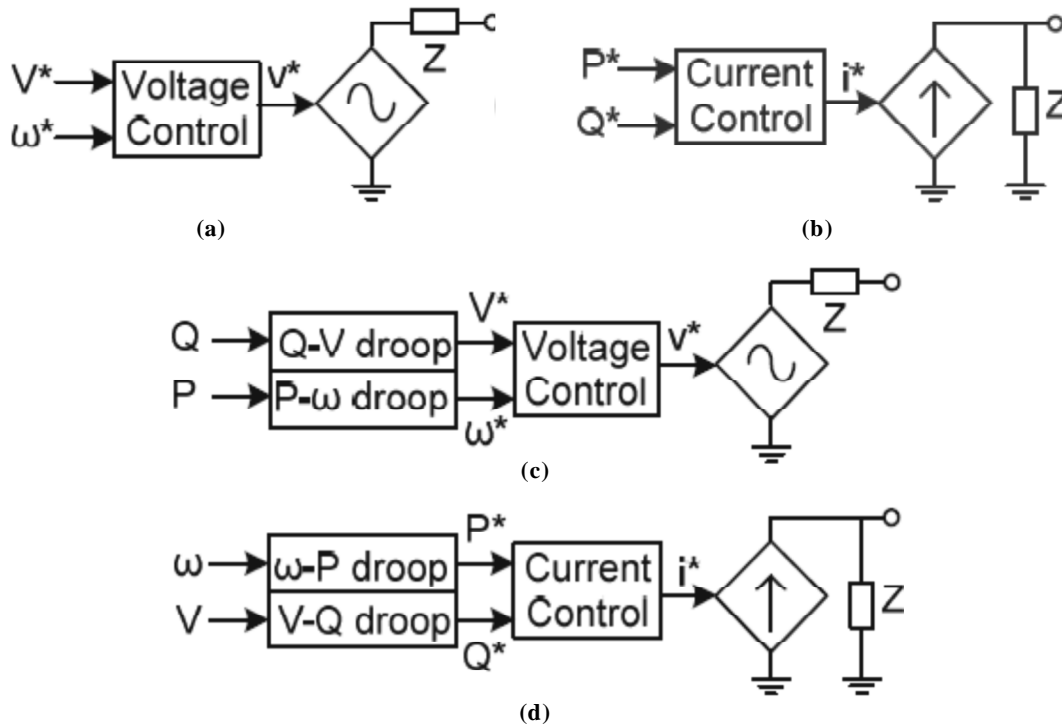 V*
ω*
Voltage
Control
v*
Z
(a)
P*
Q*
Current
Control
i*
Z
(b)
Q
P
Q-V droop
P-ω droop
V*
ω*
Voltage
Control
v*
Z
(c)
ω
V
ω-P droop
V-Q droop
P*
Q*
Current
Control
i*
Z
(d)